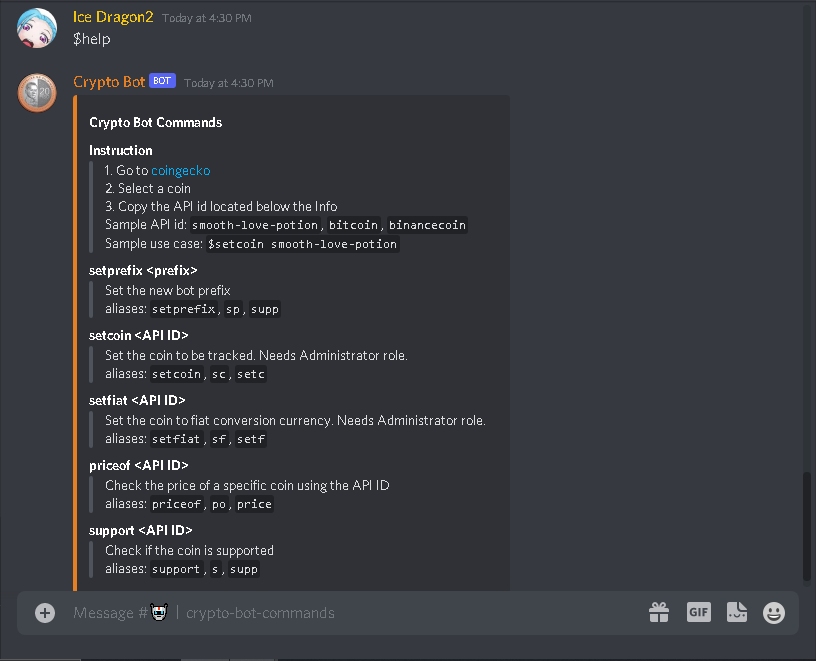 Ice Dragon2 Today at 4:30 PM
$help
Crypto Bot BOT Today at 4:30 PM
Crypto Bot Commands
Instruction
1. Go to coingecko
2. Select a coin
3. Copy the API id located below the Info
Sample API id: smooth-love-potion, bitcoin, binancecoin
Sample use case: $setcoin smooth-love-potion
setprefix <prefix>
Set the new bot prefix
aliases: setprefix, sp, supp
setcoin <API ID>
Set the coin to be tracked. Needs Administrator role.
aliases: setcoin, sc, setc
setfiat <API ID>
Set the coin to fiat conversion currency. Needs Administrator role.
aliases: setfiat, sf, setf
priceof <API ID>
Check the price of a specific coin using the API ID
aliases: priceof, po, price
support <API ID>
Check if the coin is supported
aliases: support, s, supp
Message # | crypto-bot-commands
GIF